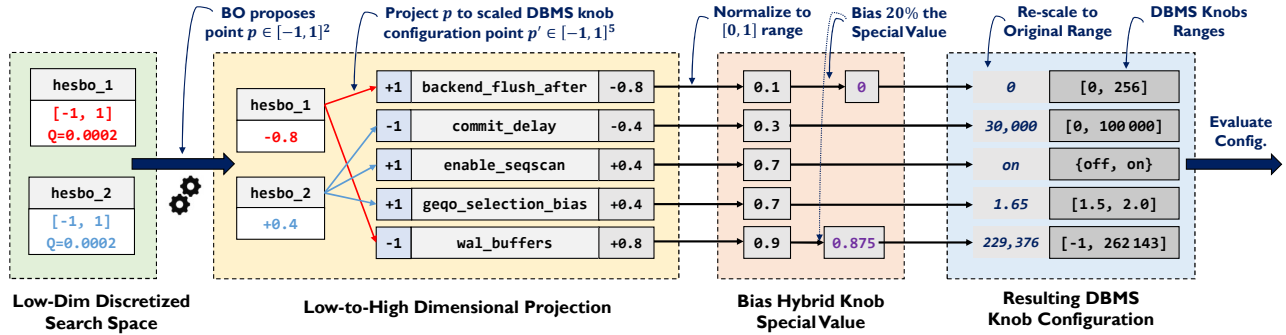 BO proposes
point p ∈ [−1, 1]²
Project p to scaled DBMS knob
configuration point p′ ∈ [−1, 1]⁵
Normalize to
[0, 1] range
Bias 20% the
Special Value
Re-scale to
Original Range
DBMS Knobs
Ranges
hesbo_1
[-1, 1]
Q=0.0002
hesbo_2
[-1, 1]
Q=0.0002
hesbo_1
-0.8
hesbo_2
+0.4
+1 backend_flush_after -0.8
-1 commit_delay -0.4
+1 enable_seqscan +0.4
+1 geqo_selection_bias +0.4
-1 wal_buffers +0.8
0.1 0
0.3
0.7
0.7
0.9 0.875
0 [0, 256]
30,000 [0, 100 000]
on {off, on}
1.65 [1.5, 2.0]
229,376 [-1, 262 143]
Evaluate
Config.
Low-Dim Discretized
Search Space
Low-to-High Dimensional Projection
Bias Hybrid Knob
Special Value
Resulting DBMS
Knob Configuration